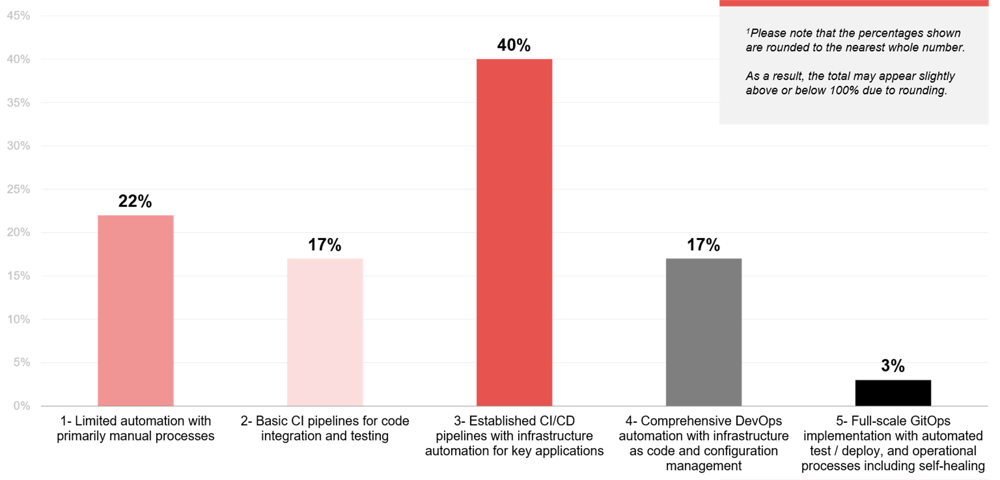 45%
40%
35%
30%
25%
20%
15%
10%
5%
0%
22%
17%
40%
17%
3%
1- Limited automation with
primarily manual processes
2- Basic CI pipelines for code
integration and testing
3- Established CI/CD
pipelines with infrastructure
automation for key applications
4- Comprehensive DevOps
automation with infrastructure
as code and configuration
management
5- Full-scale GitOps
implementation with automated
test / deploy, and operational
processes including self-healing
¹Please note that the percentages shown
are rounded to the nearest whole number.
As a result, the total may appear slightly
above or below 100% due to rounding.